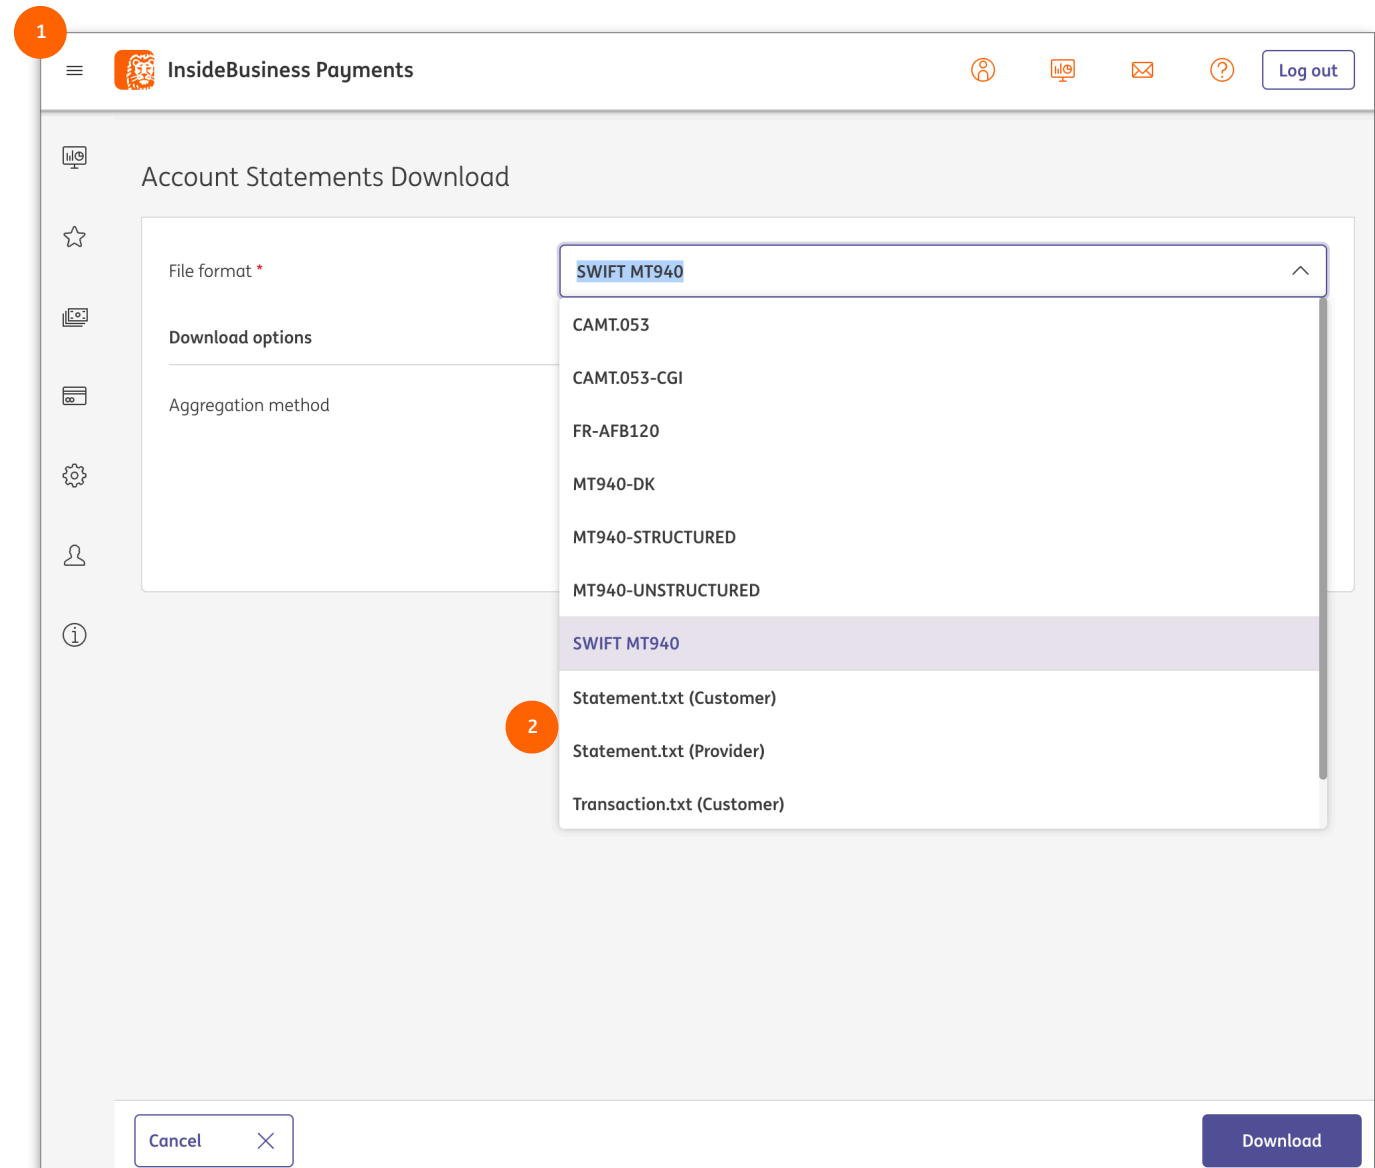 1
InsideBusiness Payments
Log out
Account Statements Download
File format *
SWIFT MT940
CAMT.053
Download options
CAMT.053-CGI
Aggregation method
FR-AFB120
MT940-DK
MT940-STRUCTURED
MT940-UNSTRUCTURED
SWIFT MT940
Statement.txt (Customer)
2
Statement.txt (Provider)
Transaction.txt (Customer)
Cancel
Download